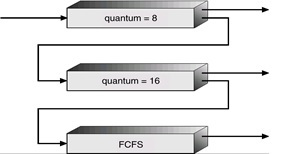 quantum = 8
quantum = 16
FCFS